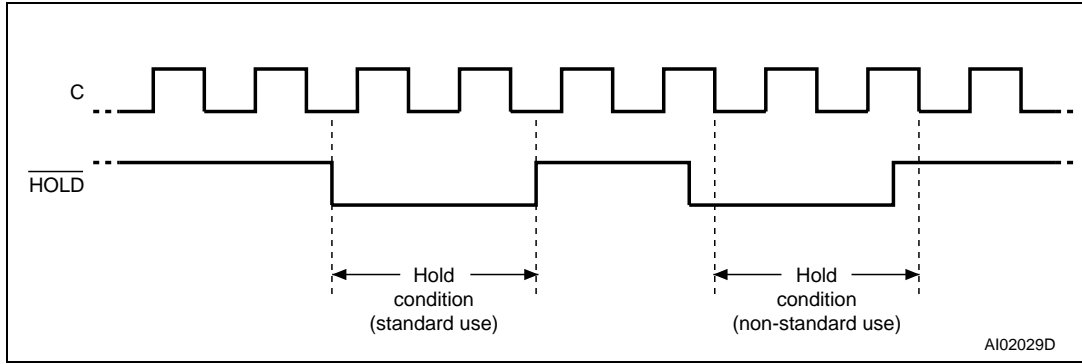 C
HOLD
Hold
condition
(standard use)
Hold
condition
(non-standard use)
AI02029D